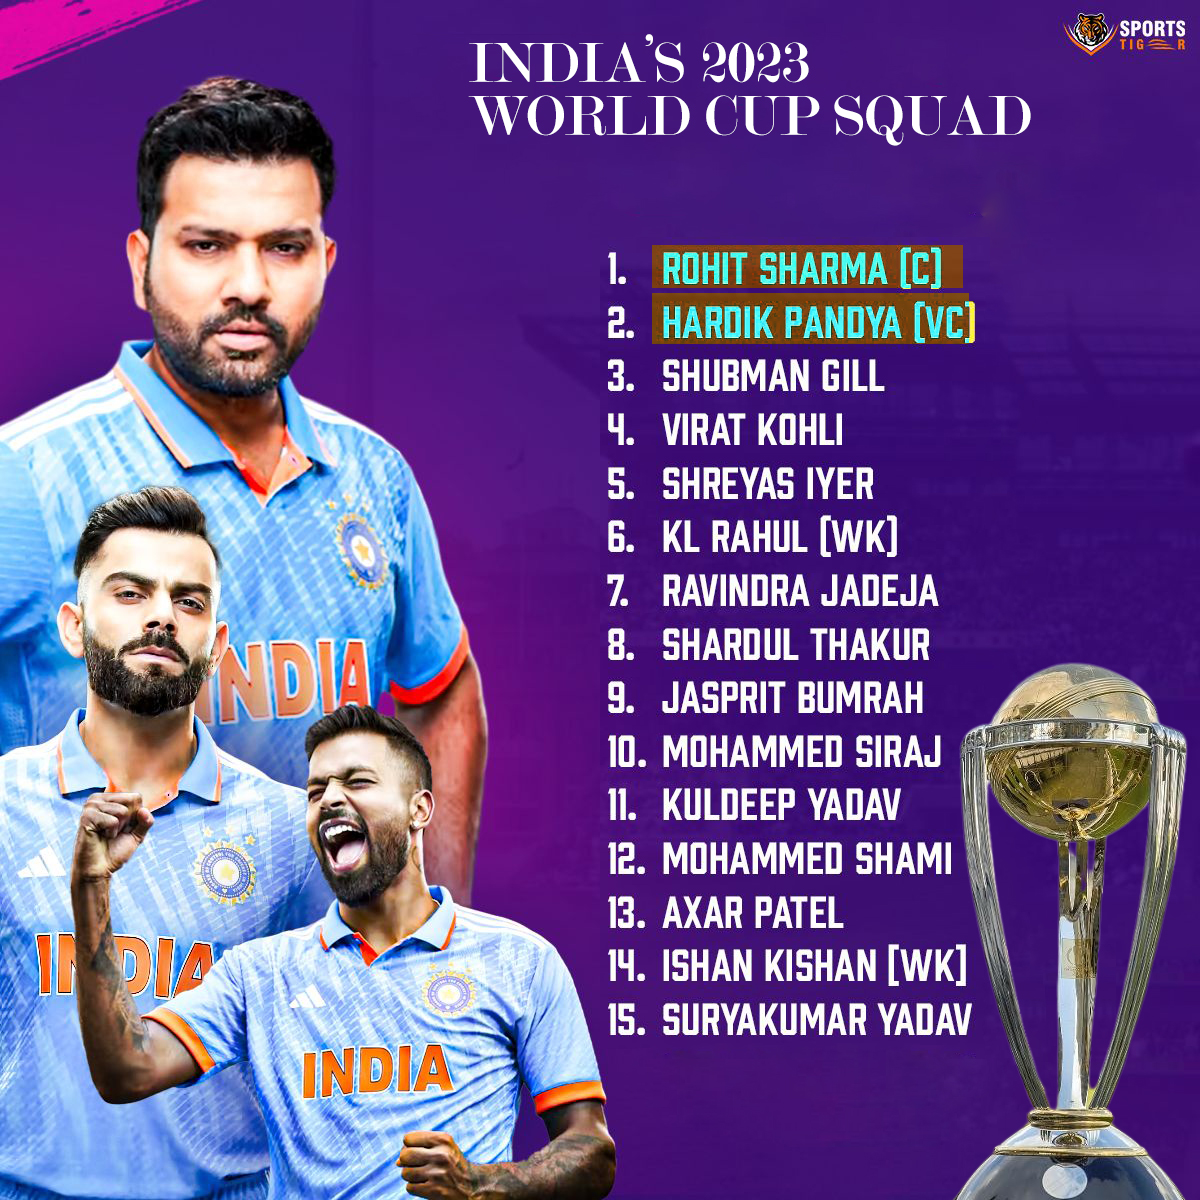 SPORTS
TIGER
INDIA'S 2023
WORLD CUP SQUAD
1. ROHIT SHARMA (C)
2. HARDIK PANDYA (VC)
3. SHUBMAN GILL
4. VIRAT KOHLI
5. SHREYAS IYER
6. KL RAHUL (WK)
7. RAVINDRA JADEJA
8. SHARDUL THAKUR
9. JASPRIT BUMRAH
10. MOHAMMED SIRAJ
11. KULDEEP YADAV
12. MOHAMMED SHAMI
13. AXAR PATEL
14. ISHAN KISHAN (WK)
15. SURYAKUMAR YADAV
INDIA
INDIA
INDIA